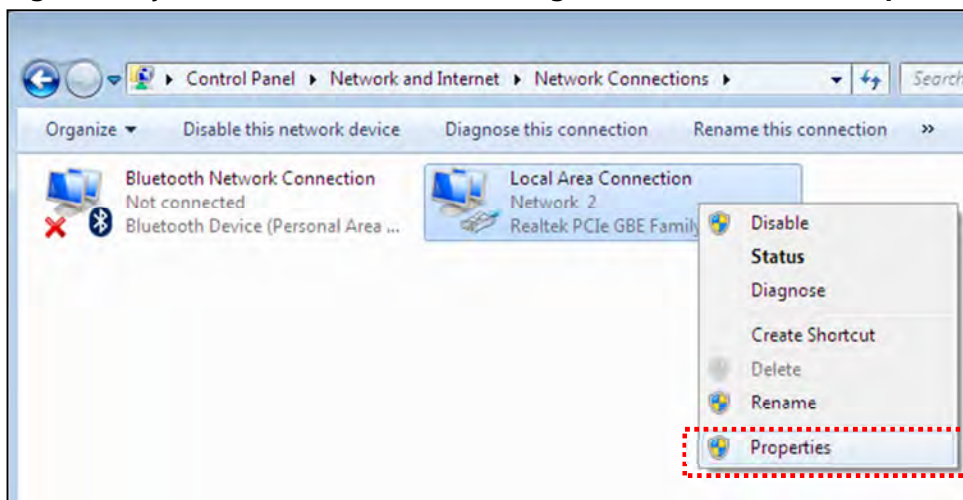 Control Panel ▸ Network and Internet ▸ Network Connections ▸ Search
Organize Disable this network device Diagnose this connection Rename this connection »
Bluetooth Network Connection
Not connected
Bluetooth Device (Personal Area ...
Local Area Connection
Network 2
Realtek PCIe GBE Family
Disable
Status
Diagnose
Create Shortcut
Delete
Rename
Properties